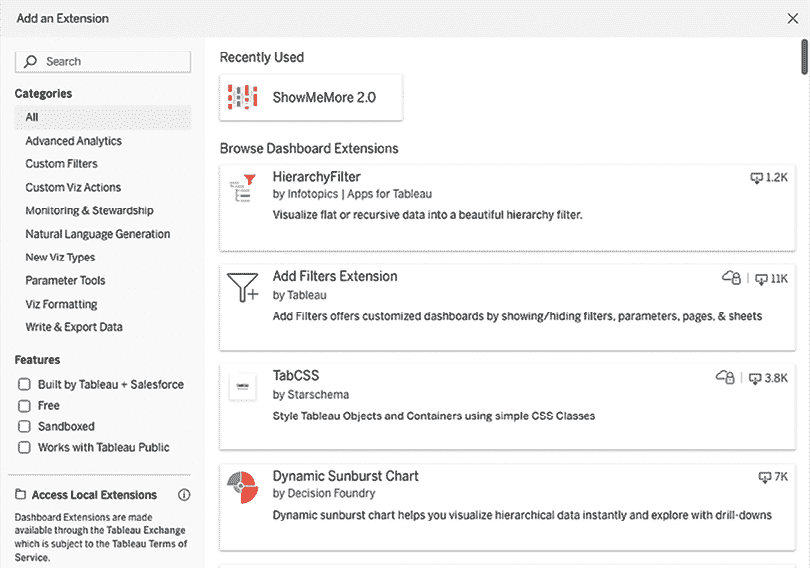 Add an Extension
Search
Categories
All
Advanced Analytics
Custom Filters
Custom Viz Actions
Monitoring & Stewardship
Natural Language Generation
New Viz Types
Parameter Tools
Viz Formatting
Write & Export Data
Features
Built by Tableau + Salesforce
Free
Sandboxed
Works with Tableau Public
Access Local Extensions
Dashboard Extensions are made
available through the Tableau Exchange
which is subject to the Tableau Terms of
Service.
Recently Used
ShowMeMore 2.0
Browse Dashboard Extensions
HierarchyFilter
1.2K
by Infotopics | Apps for Tableau
Visualize flat or recursive data into a beautiful hierarchy filter.
Add Filters Extension
11K
by Tableau
Add Filters offers customized dashboards by showing/hiding filters, parameters, pages, & sheets
TabCSS
3.8K
by Starschema
Style Tableau Objects and Containers using simple CSS Classes
Dynamic Sunburst Chart
7K
by Decision Foundry
Dynamic sunburst chart helps you visualize hierarchical data instantly and explore with drill-downs